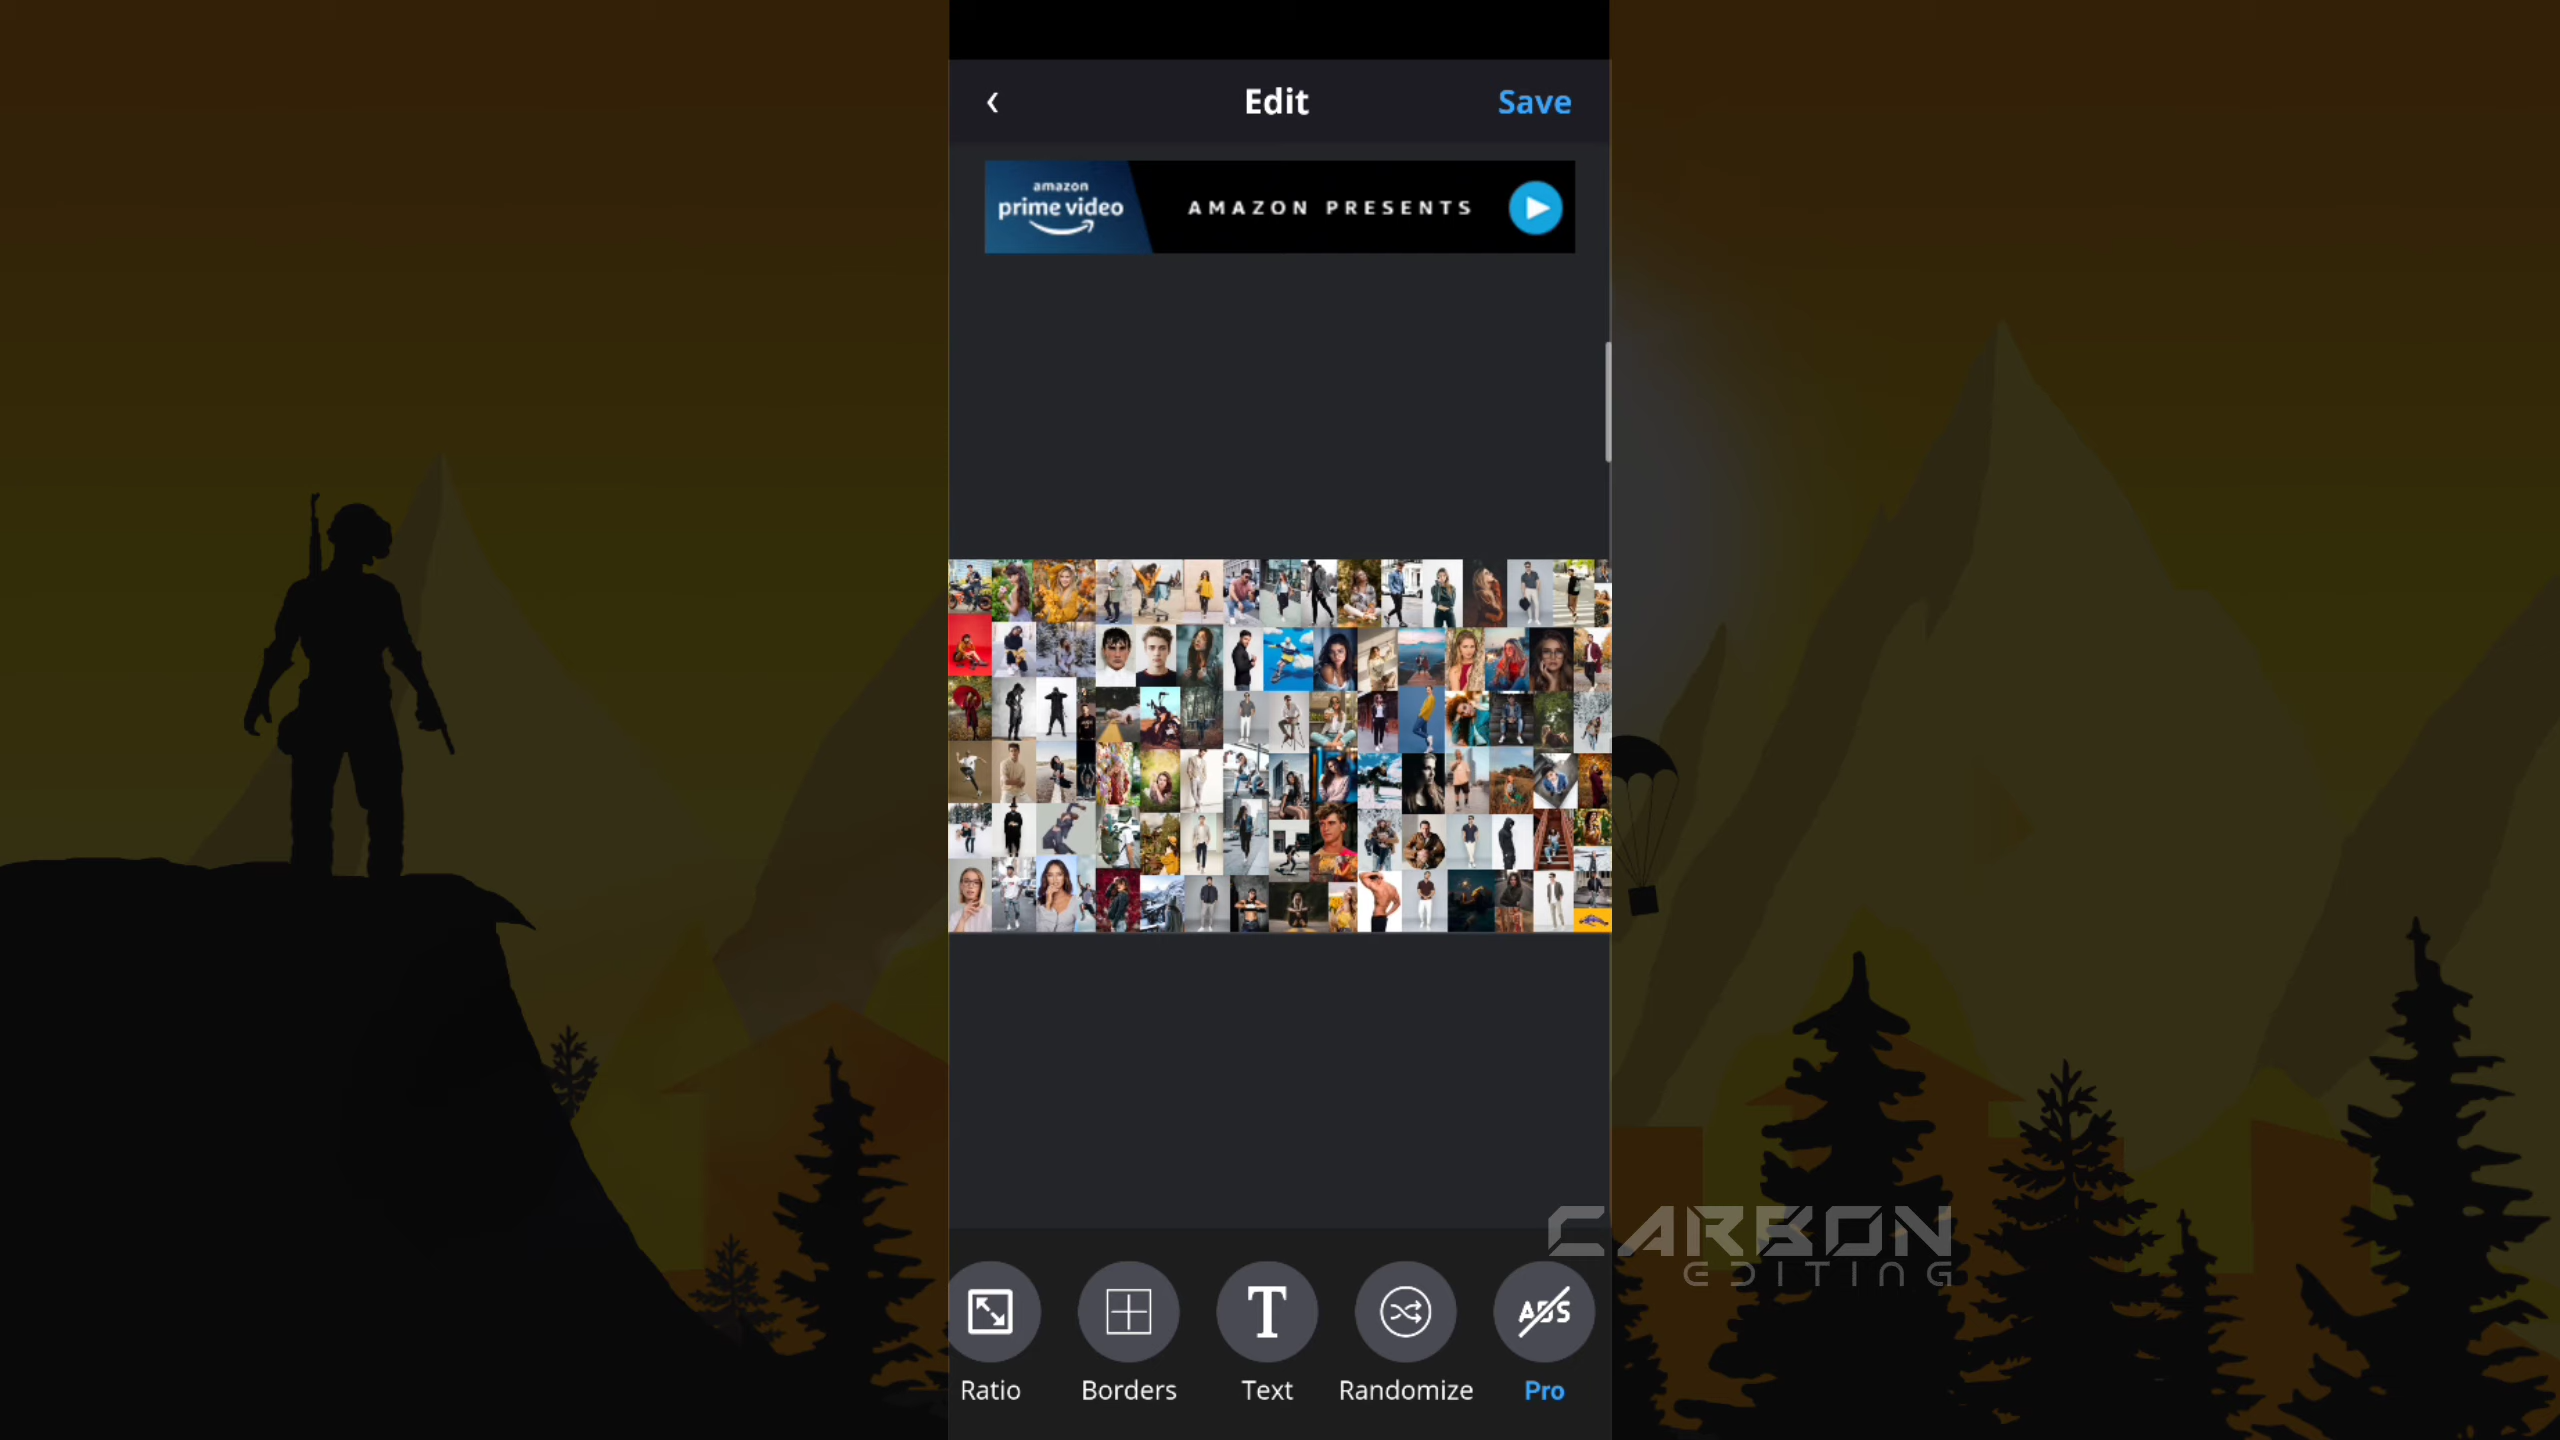 Edit
Save
amazon
prime video
AMAZON PRESENTS
CARBON
EDITING
ADS
Ratio
Borders
Text
Randomize
Pro